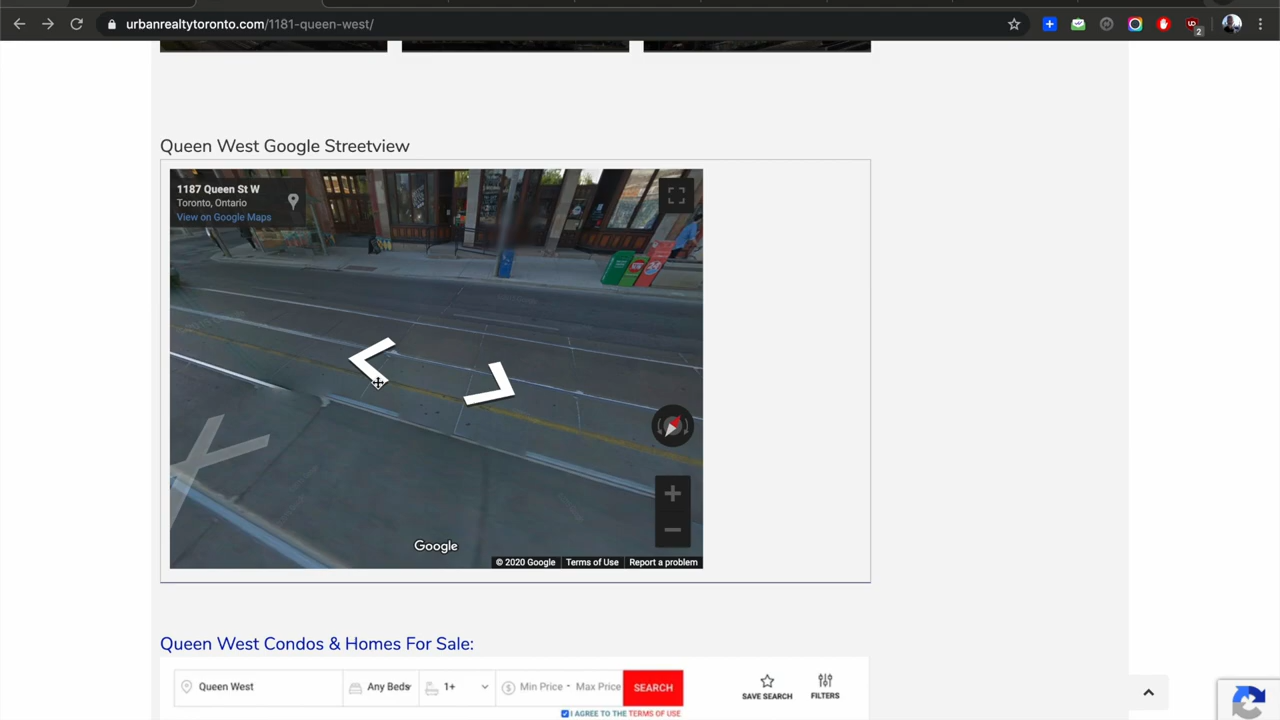 urbanrealtytoronto.com/1181-queen-west/
2
Queen West Google Streetview
1187 Queen St W
Toronto, Ontario
View on Google Maps
Google
© 2020 Google Terms of Use Report a problem
Queen West Condos & Homes For Sale:
Queen West Any Beds 1+ Min Price - Max Price SEARCH
SAVE SEARCH FILTERS
I AGREE TO THE TERMS OF USE